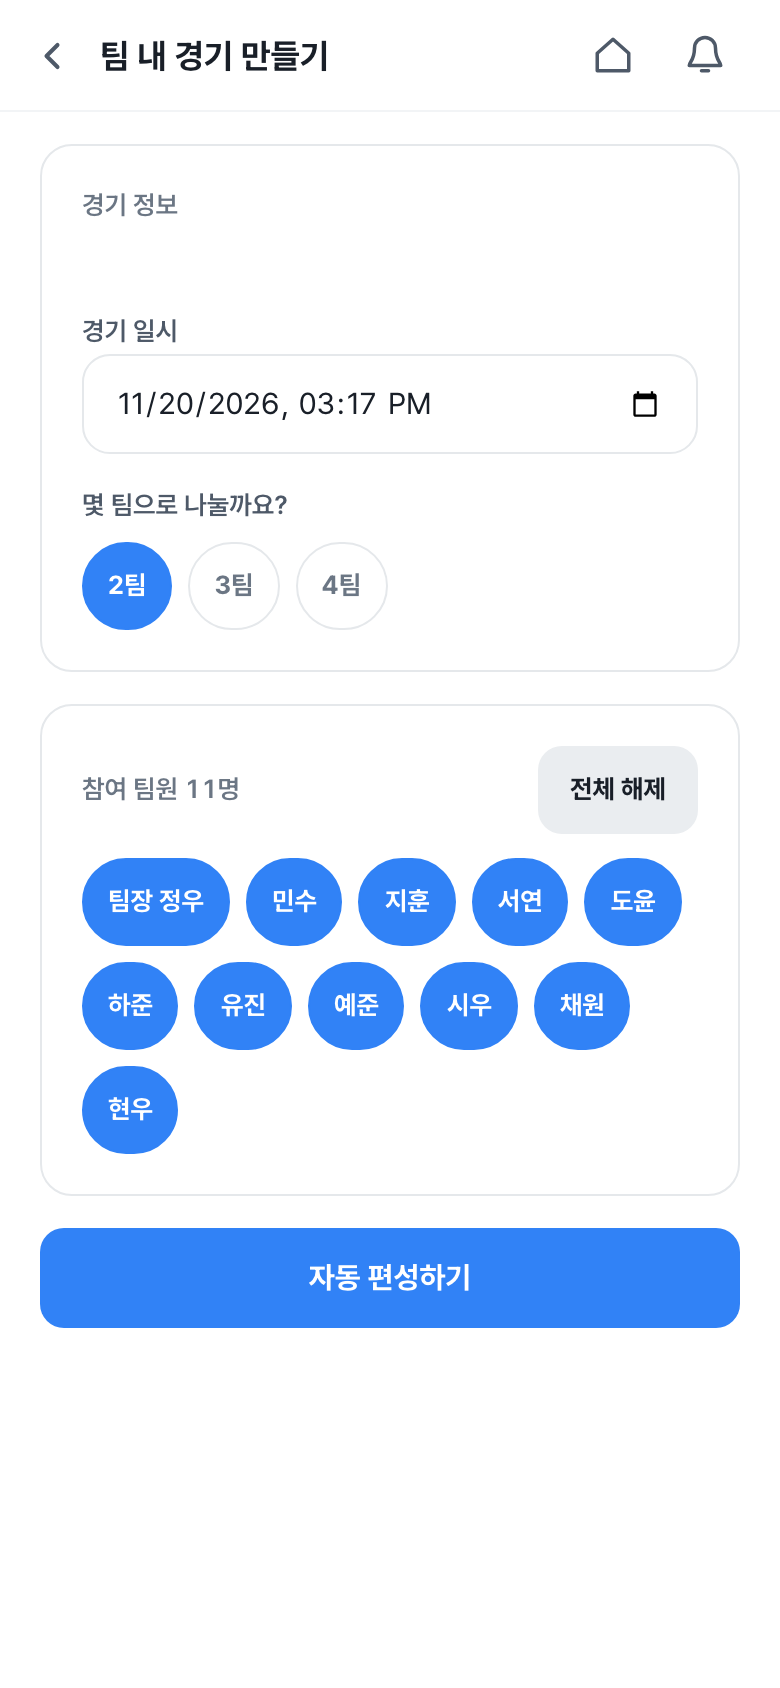 팀 내 경기 만들기
경기 정보
경기 일시
11/20/2026, 03:17 PM
몇 팀으로 나눌까요?
2팀 3팀 4팀
참여 팀원 11명 전체 해제
팀장 정우 민수 지훈 서연 도윤
하준 유진 예준 시우 채원
현우
자동 편성하기